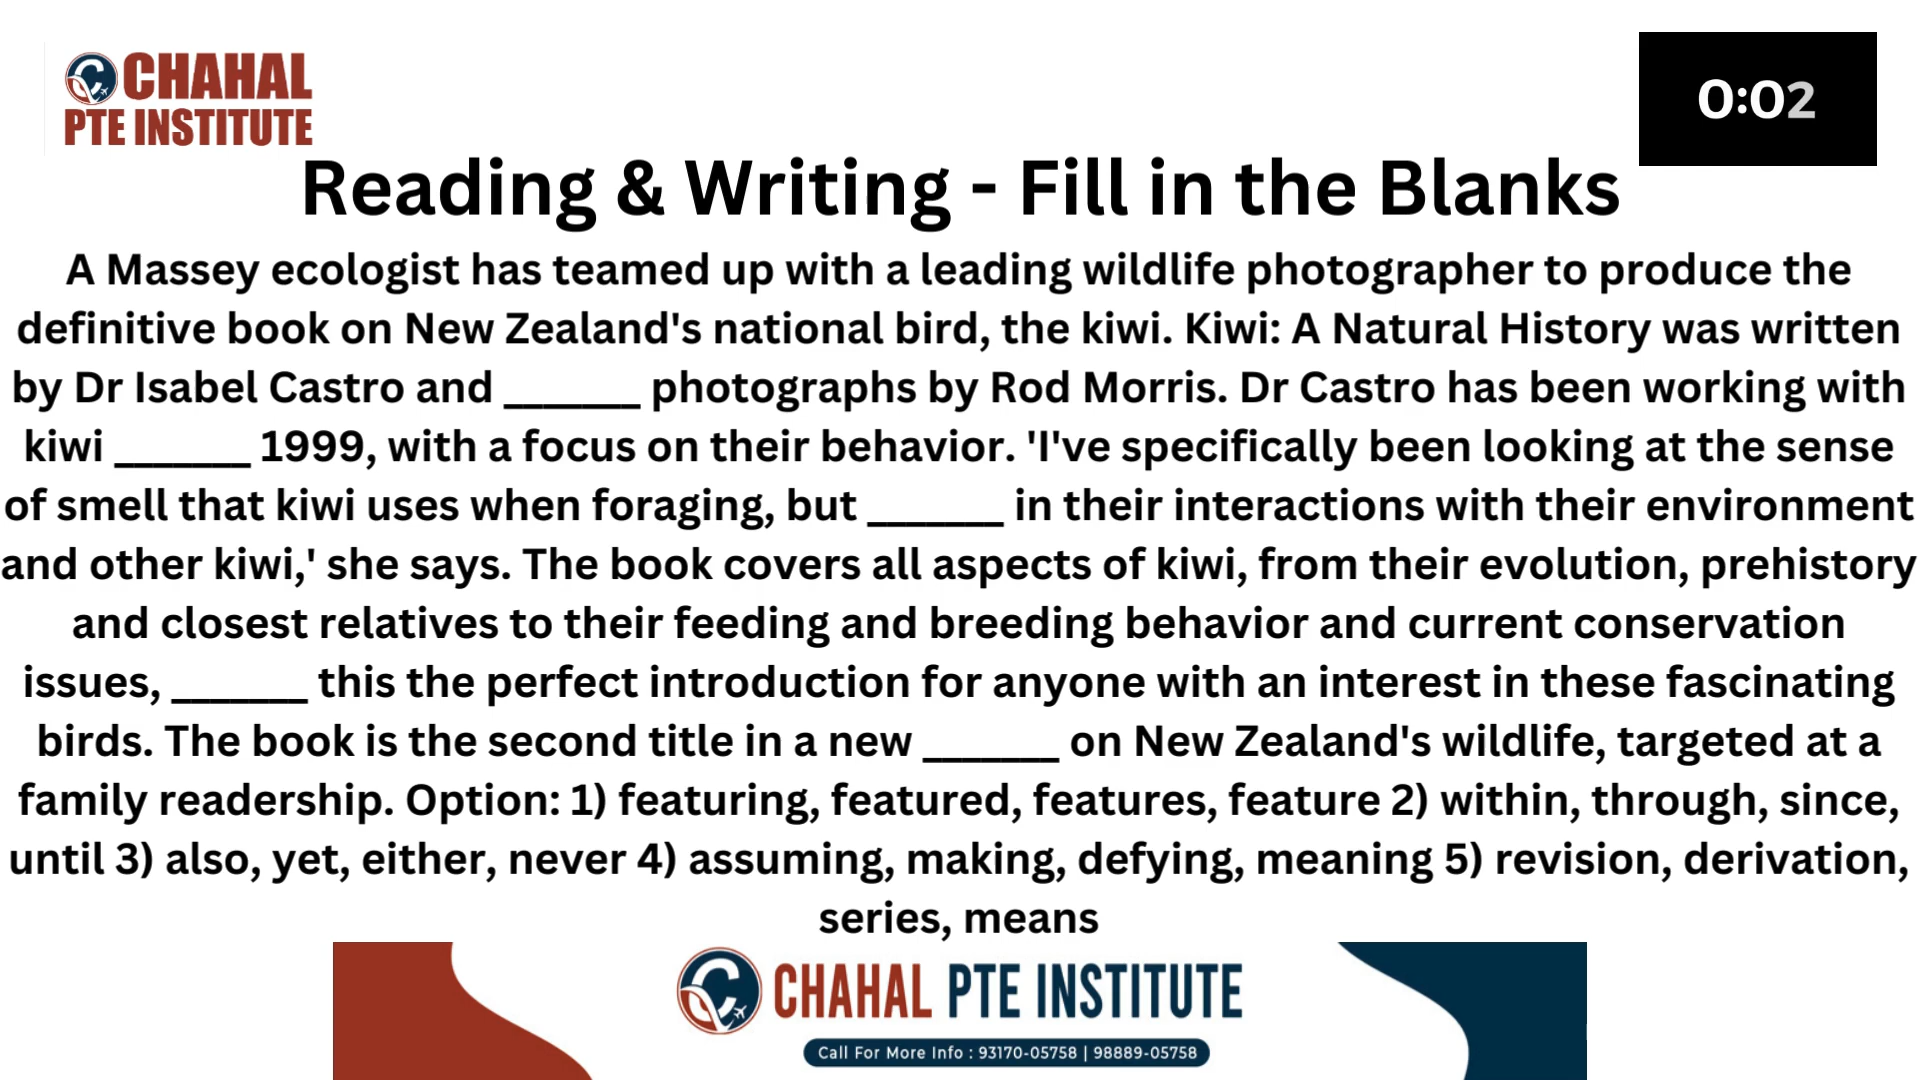 CHAHAL
PTE INSTITUTE
0:02
Reading & Writing - Fill in the Blanks
A Massey ecologist has teamed up with a leading wildlife photographer to produce the
definitive book on New Zealand's national bird, the kiwi. Kiwi: A Natural History was written
by Dr Isabel Castro and _______ photographs by Rod Morris. Dr Castro has been working with
kiwi _______ 1999, with a focus on their behavior. 'I've specifically been looking at the sense
of smell that kiwi uses when foraging, but _______ in their interactions with their environment
and other kiwi,' she says. The book covers all aspects of kiwi, from their evolution, prehistory
and closest relatives to their feeding and breeding behavior and current conservation
issues, _______ this the perfect introduction for anyone with an interest in these fascinating
birds. The book is the second title in a new _______ on New Zealand's wildlife, targeted at a
family readership. Option: 1) featuring, featured, features, feature 2) within, through, since,
until 3) also, yet, either, never 4) assuming, making, defying, meaning 5) revision, derivation,
series, means
CHAHAL PTE INSTITUTE
Call For More Info : 93170-05758 | 98889-05758